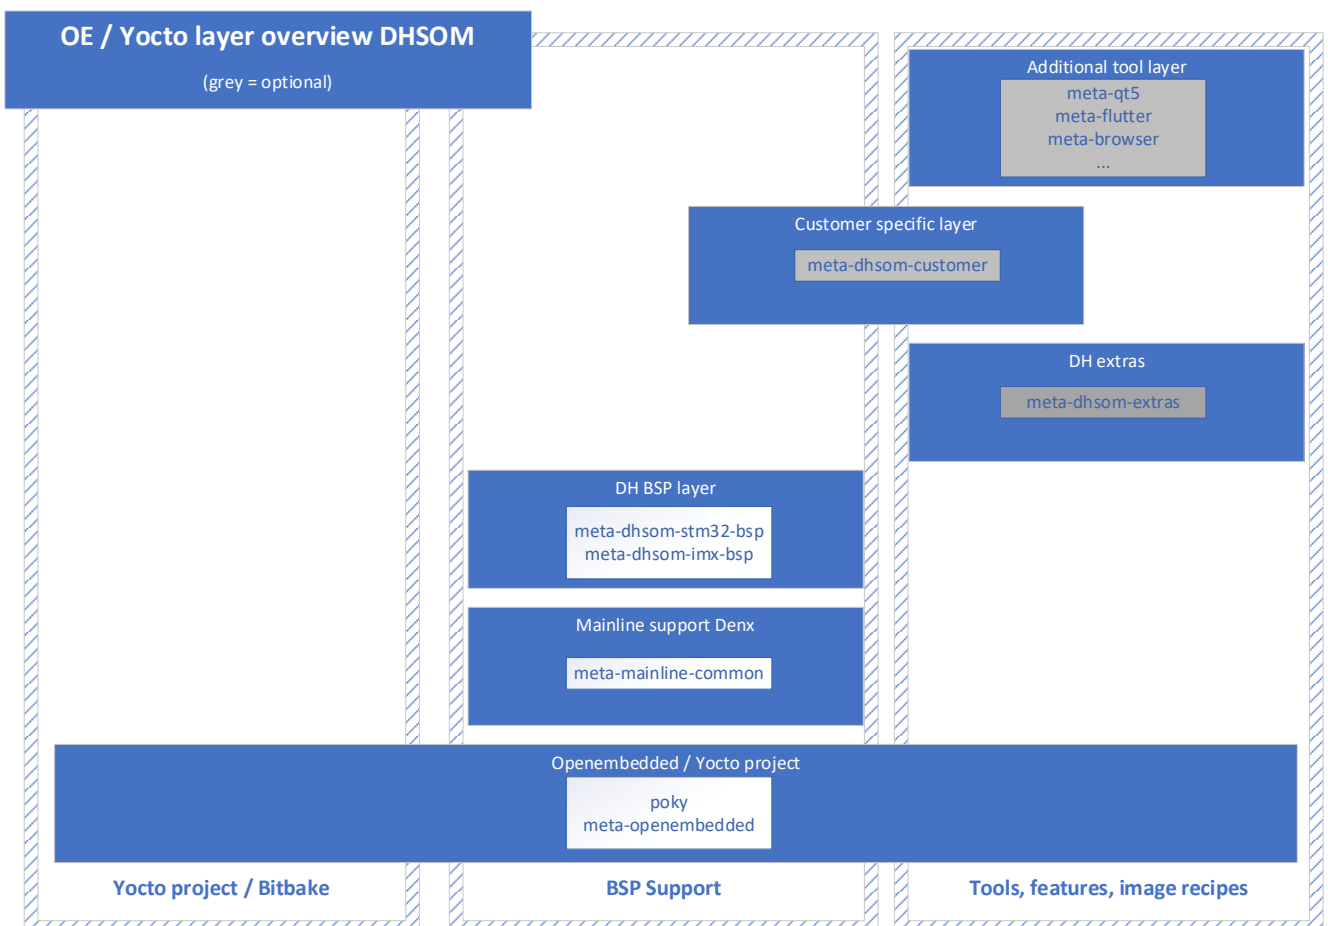 OE / Yocto layer overview DHSOM
(grey = optional)
Additional tool layer
meta-qt5
meta-flutter
meta-browser
...
Customer specific layer
meta-dhsom-customer
DH extras
meta-dhsom-extras
DH BSP layer
meta-dhsom-stm32-bsp
meta-dhsom-imx-bsp
Mainline support Denx
meta-mainline-common
Openembedded / Yocto project
poky
meta-openembedded
Yocto project / Bitbake
BSP Support
Tools, features, image recipes